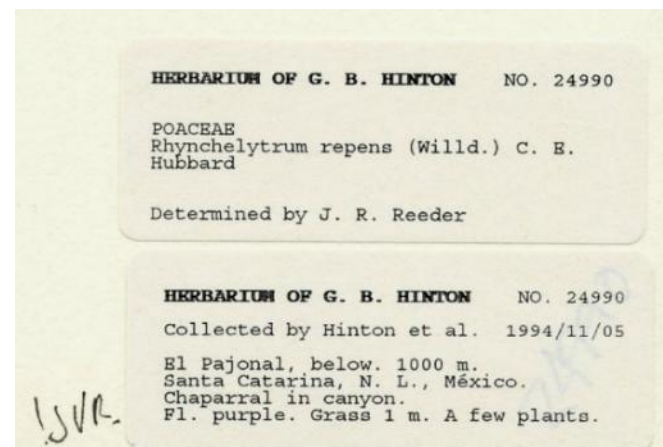 HERBARIUM OF G. B. HINTON NO. 24990
POACEAE
Rhynchelytrum repens (Willd.) C. E.
Hubbard
Determined by J. R. Reeder
HERBARIUM OF G. B. HINTON NO. 24990
Collected by Hinton et al. 1994/11/05
El Pajonal, below. 1000 m.
Santa Catarina, N. L., México.
Chaparral in canyon.
Fl. purple. Grass 1 m. A few plants.